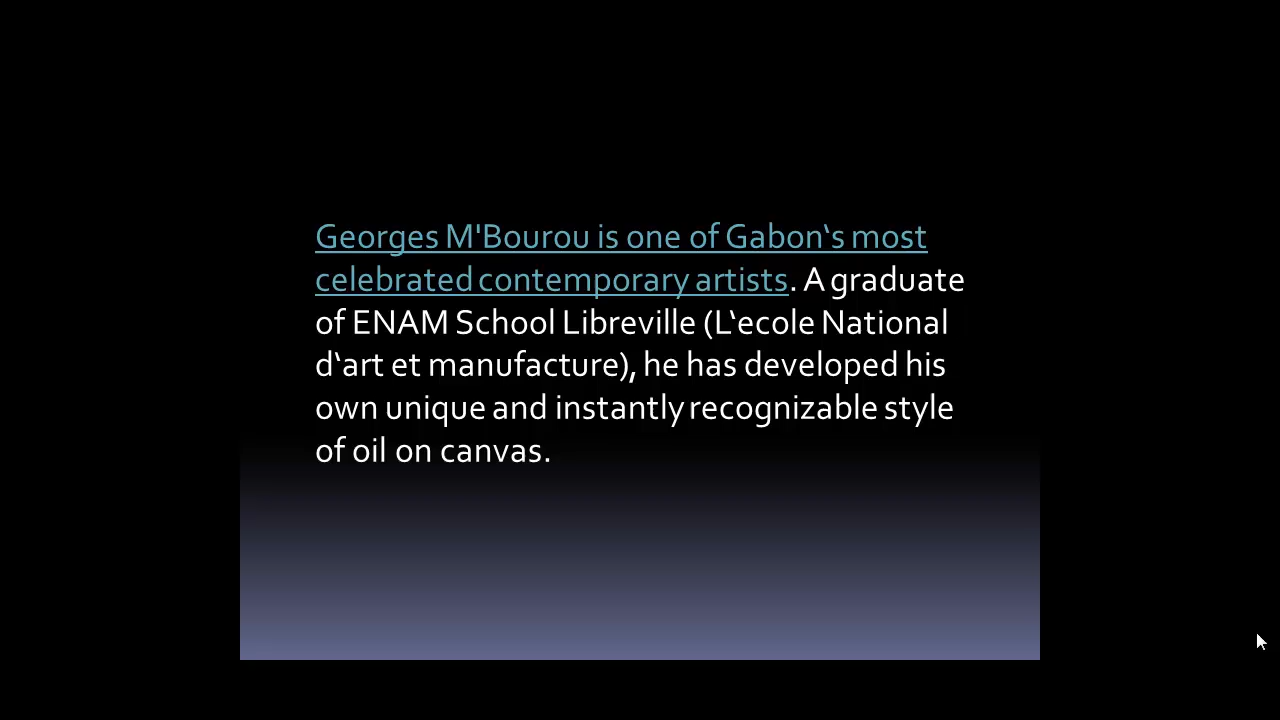 Georges M'Bourou is one of Gabon‛s most
celebrated contemporary artists. A graduate
of ENAM School Libreville (L‛ecole National
d‛art et manufacture), he has developed his
own unique and instantly recognizable style
of oil on canvas.